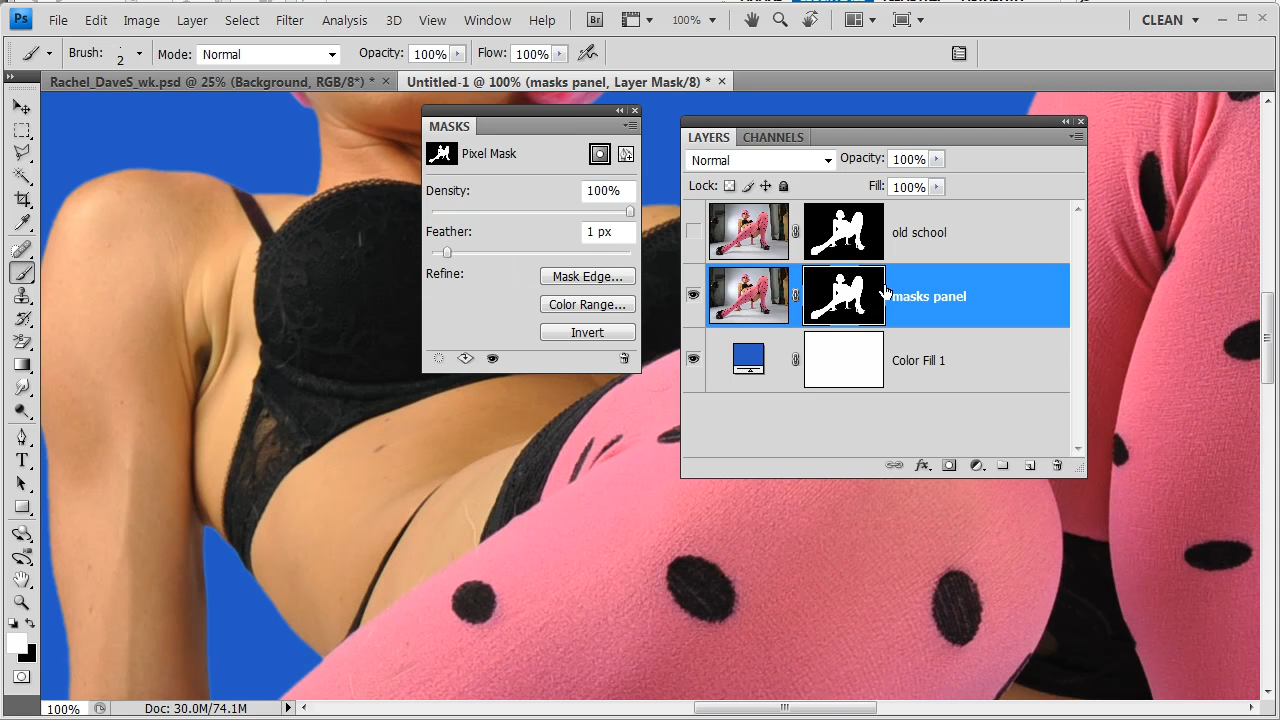 Ps File Edit Image Layer Select Filter Analysis 3D View Window Help Br 100% CLEAN
Brush: 2 Mode: Normal Opacity: 100% Flow: 100%
Rachel_DaveS_wk.psd @ 25% (Background, RGB/8*) * × Untitled-1 @ 100% (masks panel, Layer Mask/8) * ×
MASKS
Pixel Mask
Density: 100%
Feather: 1 px
Refine: Mask Edge...
Color Range...
Invert
LAYERS CHANNELS
Normal Opacity: 100%
Lock: Fill: 100%
old school
masks panel
Color Fill 1
fx
T
100% Doc: 30.0M/74.1M